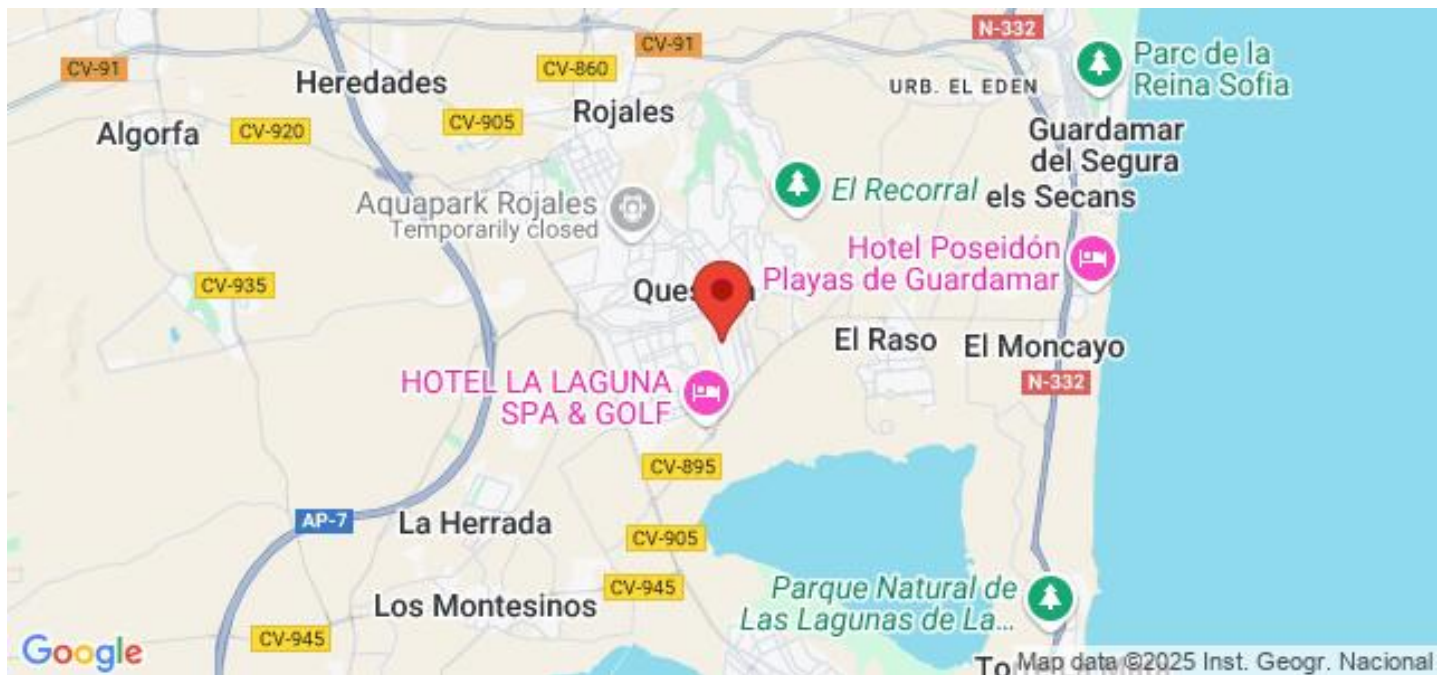 N-332
CV-91
Parc de la
Reina Sofia
CV-91
CV-860
Heredades
URB. EL EDEN
Rojales
CV-905
Algorfa
CV-920
Guardamar
del Segura
El Recorral
els Secans
Aquapark Rojales
Temporarily closed
Hotel Poseidón
Playas de Guardamar
CV-935
El Raso
El Moncayo
HOTEL LA LAGUNA
SPA & GOLF
N-332
CV-895
AP-7
La Herrada
CV-905
CV-945
Parque Natural de
Las Lagunas de La...
Los Montesinos
CV-945
Google
Map data ©2025 Inst. Geogr. Nacional